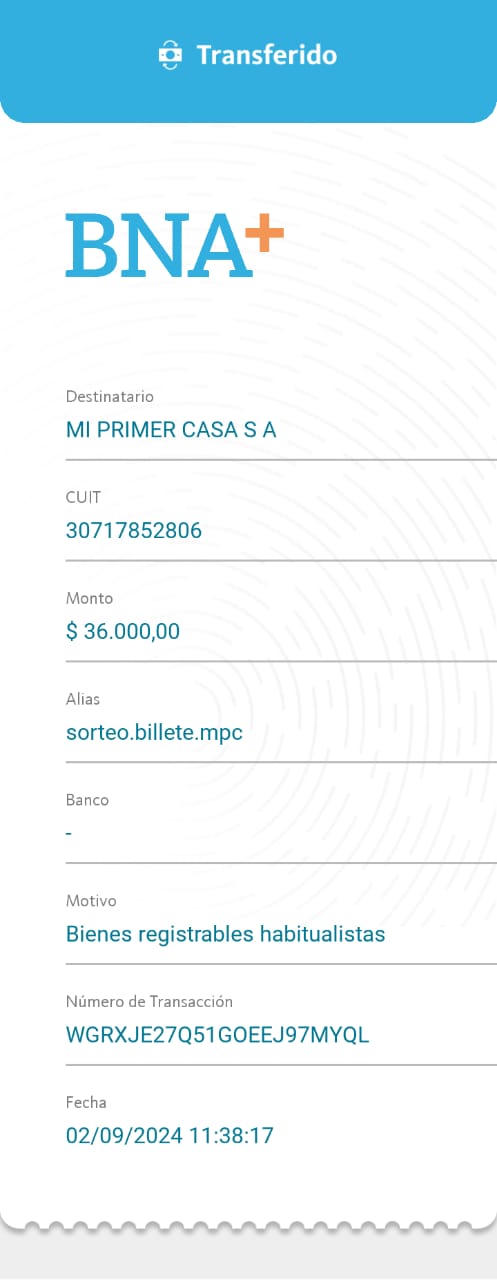 Transferido
BNA+
Destinatario
MI PRIMER CASA S A
CUIT
30717852806
Monto
$ 36.000,00
Alias
sorteo.billete.mpc
Banco
-
Motivo
Bienes registrables habitualistas
Número de Transacción
WGRXJE27Q51GOEEJ97MYQL
Fecha
02/09/2024 11:38:17